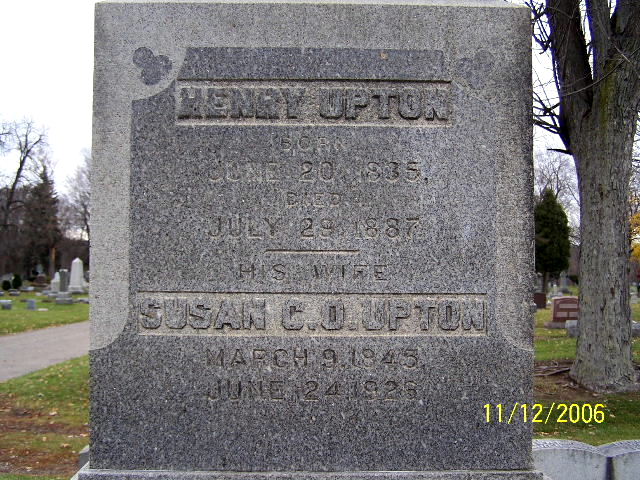 HENRY UPTON
BORN
JUNE 20, 1835,
DIED
JULY 29, 1887
HIS WIFE
SUSAN C.D. UPTON
MARCH 9, 1845,
JUNE 24, 1926
11/12/2006